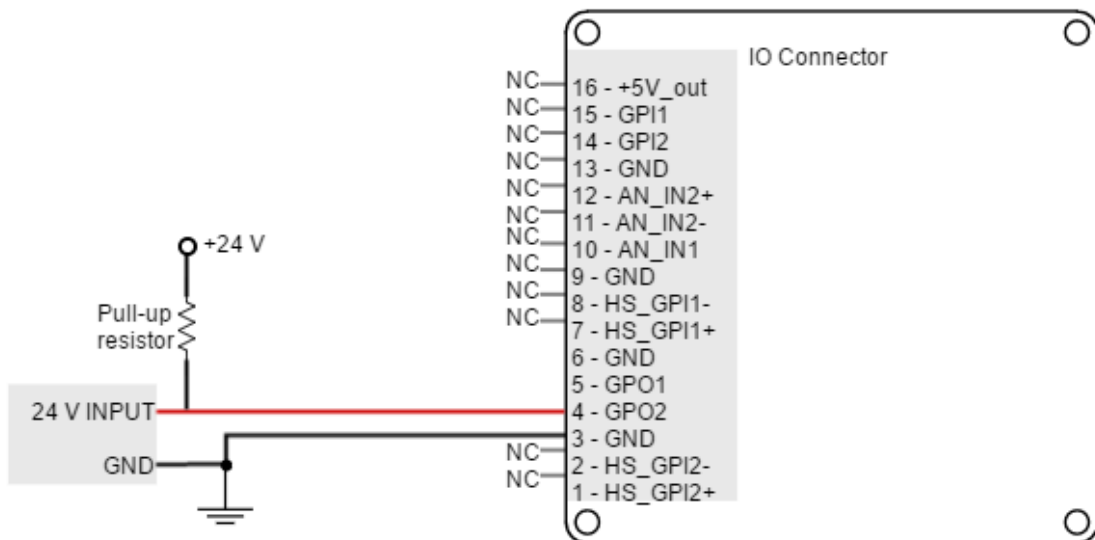 IO Connector
NC 16 - +5V_out
NC 15 - GPI1
NC 14 - GPI2
NC 13 - GND
NC 12 - AN_IN2+
NC 11 - AN_IN2-
NC 10 - AN_IN1
NC 9 - GND
NC 8 - HS_GPI1-
NC 7 - HS_GPI1+
6 - GND
5 - GPO1
4 - GPO2
3 - GND
NC 2 - HS_GPI2-
NC 1 - HS_GPI2+
+24 V
Pull-up
resistor
24 V INPUT
GND